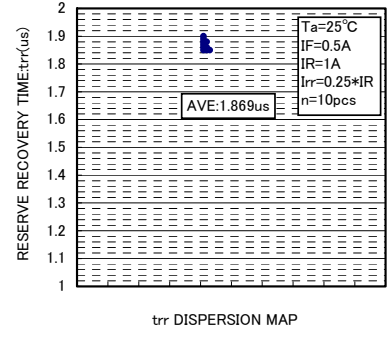 RESERVE RECOVERY TIME:trr(us)
2
1.9
1.8
1.7
1.6
1.5
1.4
1.3
1.2
1.1
1
Ta=25°C
IF=0.5A
IR=1A
Irr=0.25*IR
n=10pcs
AVE:1.869us
trr DISPERSION MAP